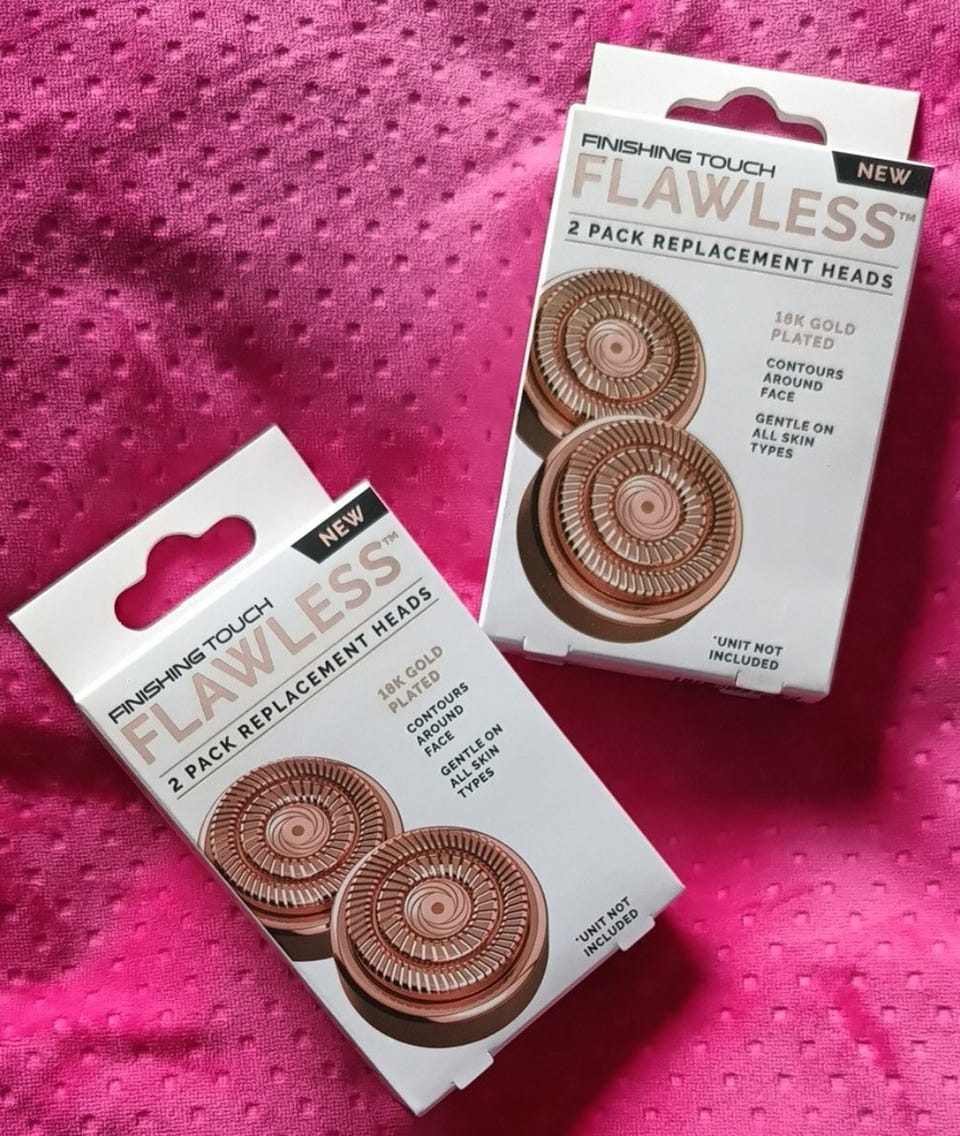 FINISHING TOUCH
NEW
FLAWLESS™
2 PACK REPLACEMENT HEADS
18K GOLD
PLATED
CONTOURS
AROUND
FACE
GENTLE ON
ALL SKIN
TYPES
*UNIT NOT
INCLUDED
NEW
FINISHING TOUCH
FLAWLESS™
2 PACK REPLACEMENT HEADS
18K GOLD
PLATED
CONTOURS
AROUND
FACE
GENTLE ON
ALL SKIN
TYPES
*UNIT NOT
INCLUDED